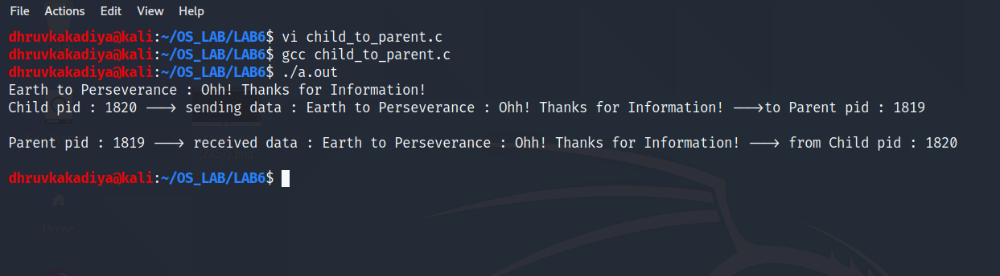 File Actions Edit View Help
dhruvkakadiya@kali:~/OS_LAB/LAB6$ vi child_to_parent.c
dhruvkakadiya@kali:~/OS_LAB/LAB6$ gcc child_to_parent.c
dhruvkakadiya@kali:~/OS_LAB/LAB6$ ./a.out
Earth to Perseverance : Ohh! Thanks for Information!
Child pid : 1820 ---> sending data : Earth to Perseverance : Ohh! Thanks for Information! --->to Parent pid : 1819
Parent pid : 1819 ---> received data : Earth to Perseverance : Ohh! Thanks for Information! ---> from Child pid : 1820
dhruvkakadiya@kali:~/OS_LAB/LAB6$
Home